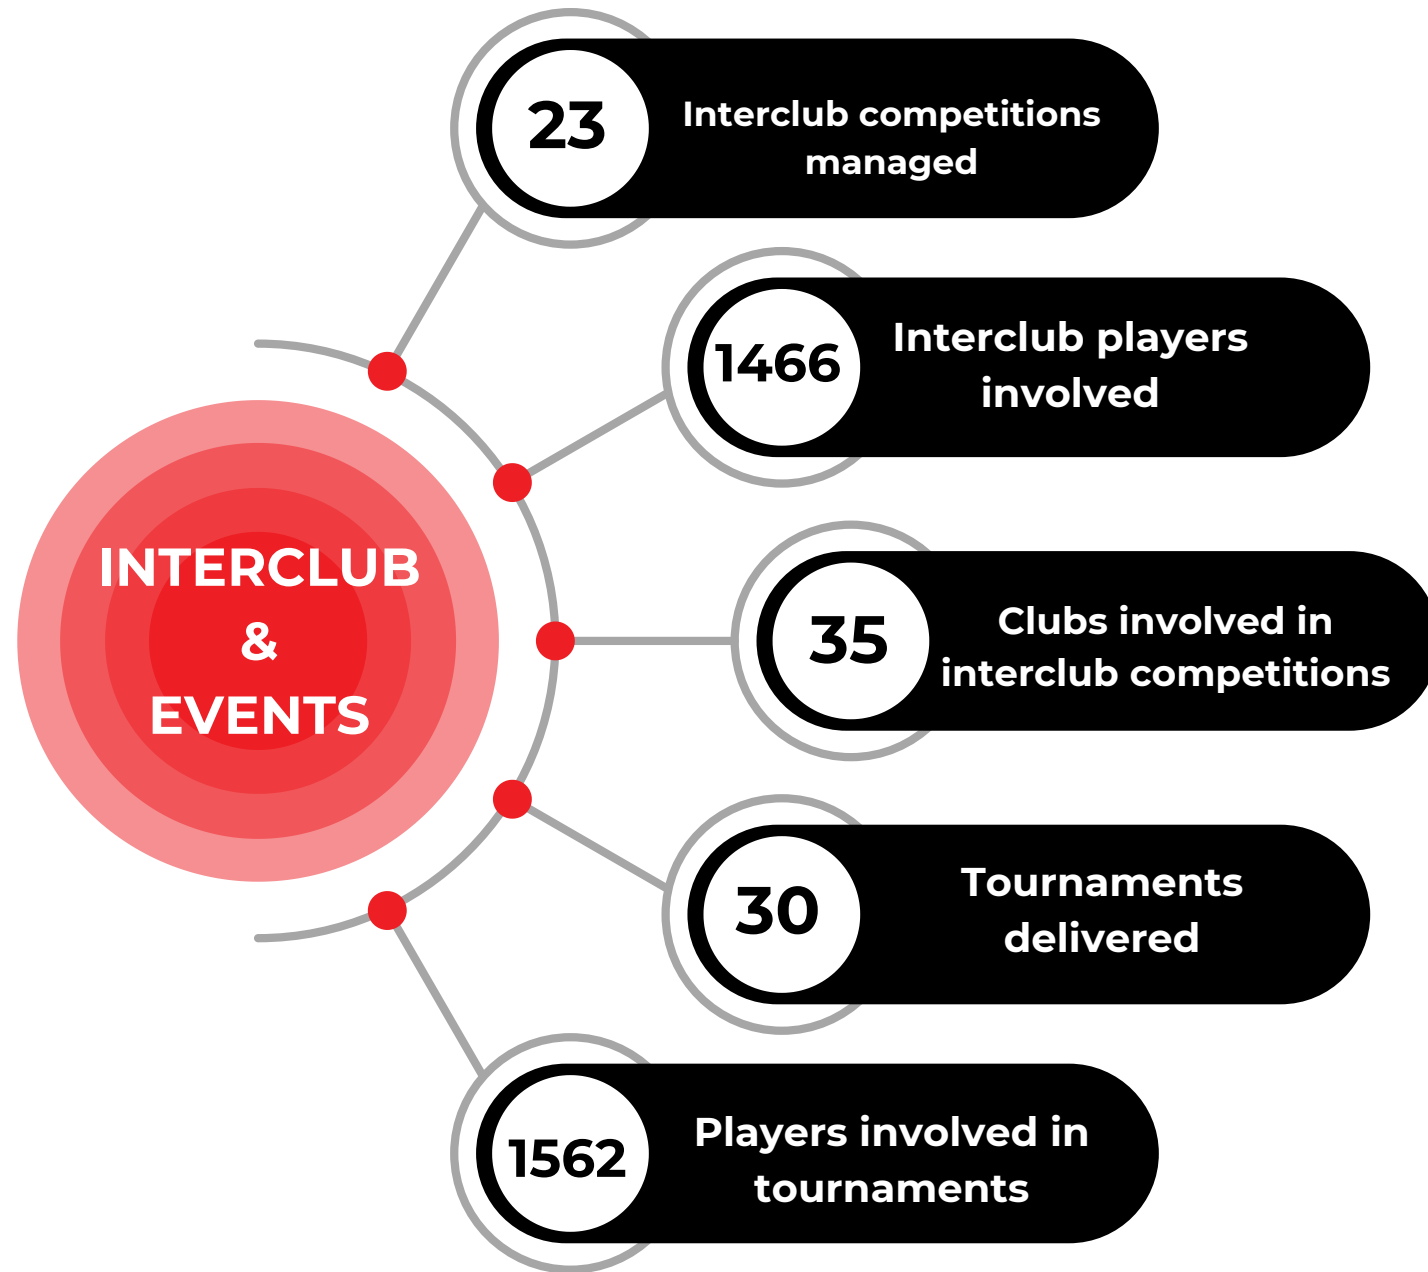 INTERCLUB
&
EVENTS
23
Interclub competitions
managed
1466
Interclub players
involved
35
Clubs involved in
interclub competitions
30
Tournaments
delivered
1562
Players involved in
tournaments